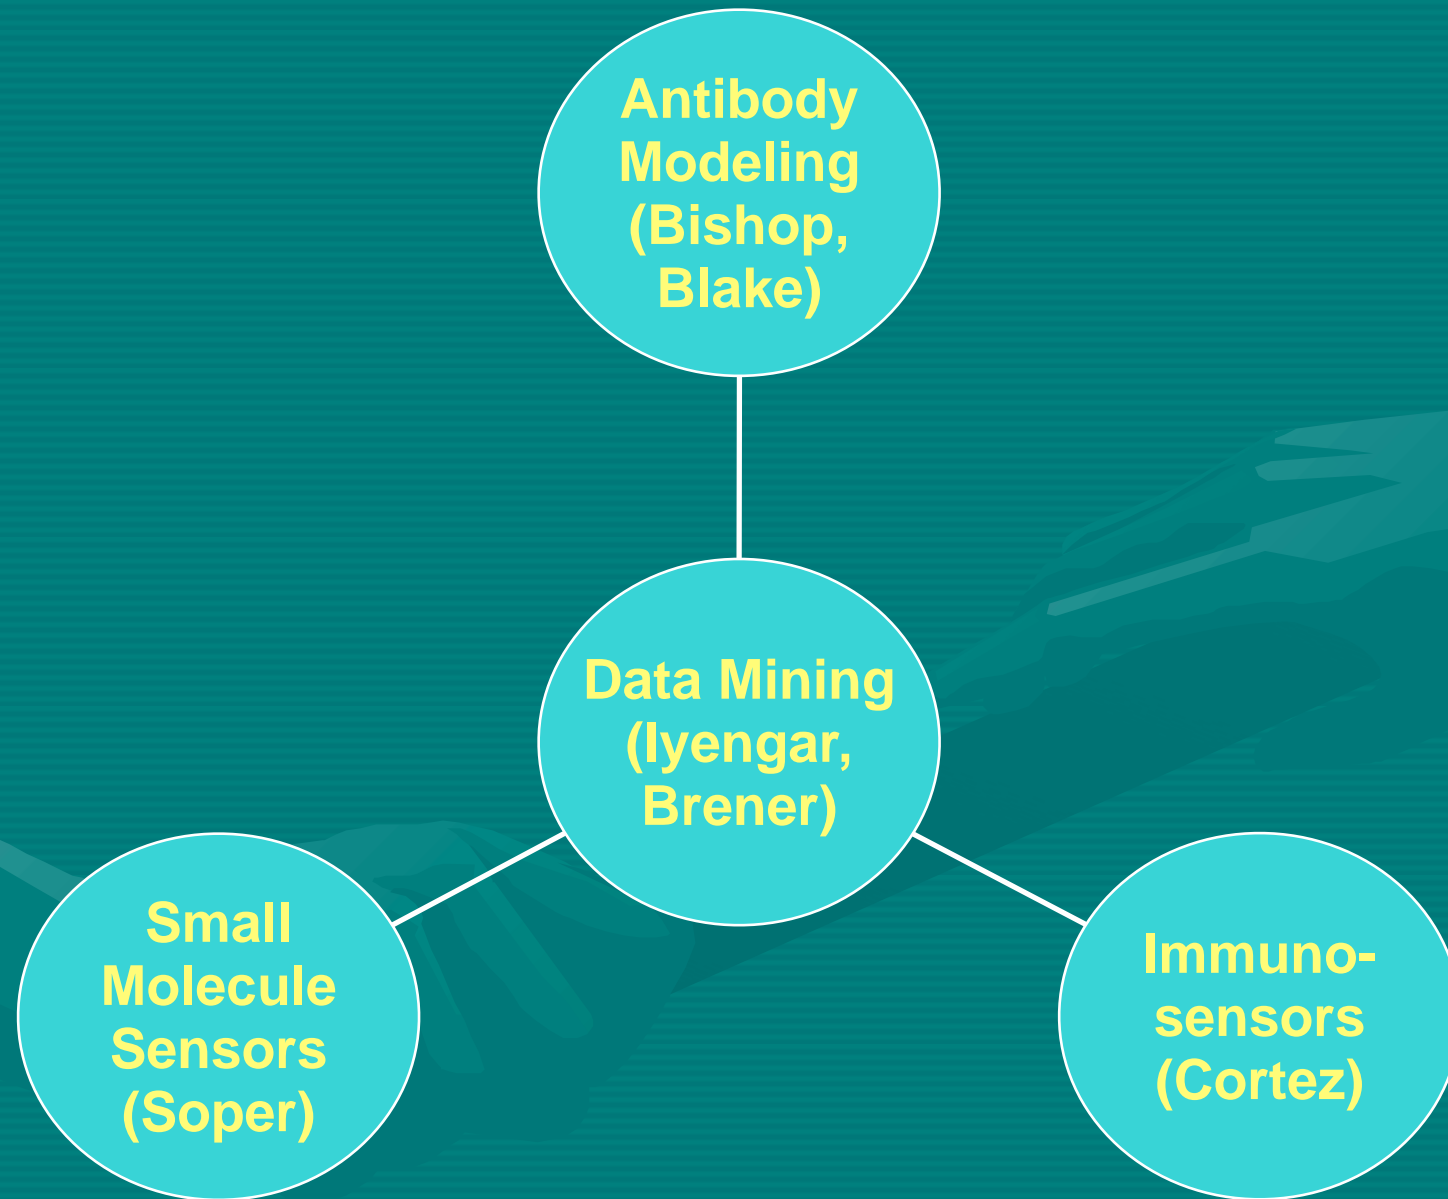 Antibody
Modeling
(Bishop,
Blake)
Data Mining
(Iyengar,
Brener)
Small
Molecule
Sensors
(Soper)
Immuno-
sensors
(Cortez)